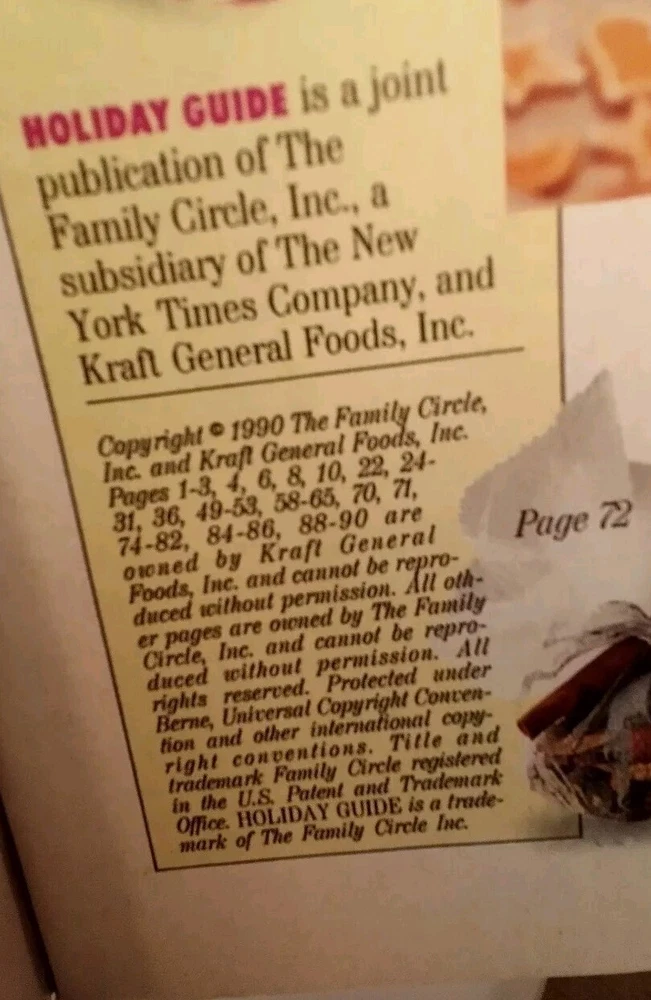 HOLIDAY GUIDE is a joint
publication of The
Family Circle, Inc., a
subsidiary of The New
York Times Company, and
Kraft General Foods, Inc.
Copyright © 1990 The Family Circle,
Inc. and Kraft General Foods, Inc.
Pages 1-3, 4, 6, 8, 10, 22, 24-
31, 36, 49-53, 58-65, 70, 71,
74-82, 84-86, 88-90 are
owned by Kraft General
Foods, Inc. and cannot be repro-
duced without permission. All oth-
er pages are owned by The Family
Circle, Inc. and cannot be repro-
duced without permission. All
rights reserved. Protected under
Berne, Universal Copyright Conven-
tion and other international copy-
right conventions. Title and
trademark Family Circle registered
in the U.S. Patent and Trademark
Office. HOLIDAY GUIDE is a trade-
mark of The Family Circle Inc.
Page 72